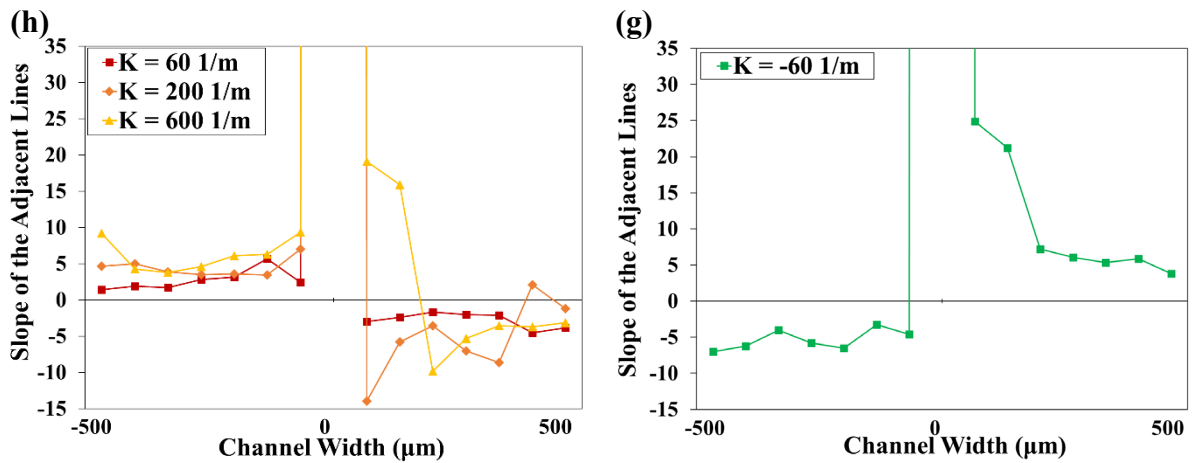 (h)
Slope of the Adjacent Lines
35
30
25
20
15
10
5
0
-5
-10
-15
K = 60 1/m
K = 200 1/m
K = 600 1/m
-500
0
500
Channel Width (µm)
(g)
Slope of the Adjacent Lines
35
30
25
20
15
10
5
0
-5
-10
-15
K = -60 1/m
-500
0
500
Channel Width (µm)